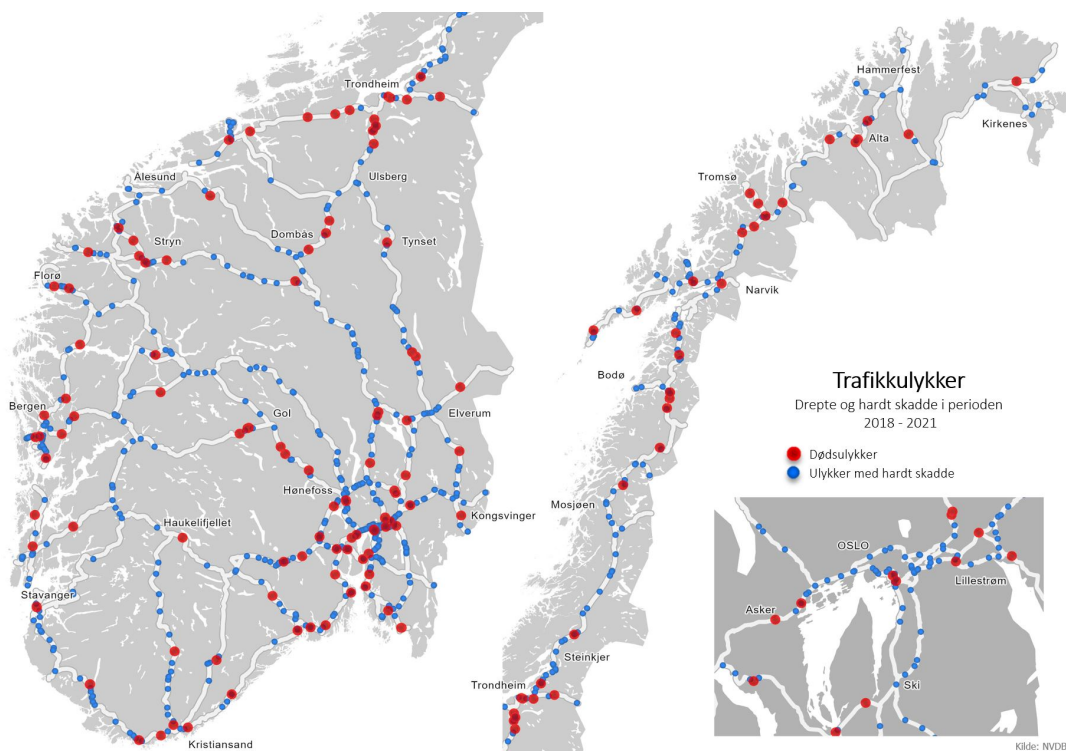 Trondheim
Ålesund
Ulsberg
Stryn
Dombås
Tynset
Florø
Bergen
Gol
Elverum
Hønefoss
Haukelifjellet
Kongsvinger
Stavanger
Kristiansand
Hammerfest
Kirkenes
Alta
Tromsø
Narvik
Bodø
Mosjøen
Steinkjer
Trondheim
Trafikkulykker
Drepte og hardt skadde i perioden
2018 - 2021
Dødsulykker
Ulykker med hardt skadde
OSLO
Lillestrøm
Asker
Ski
Kilde: NVDB